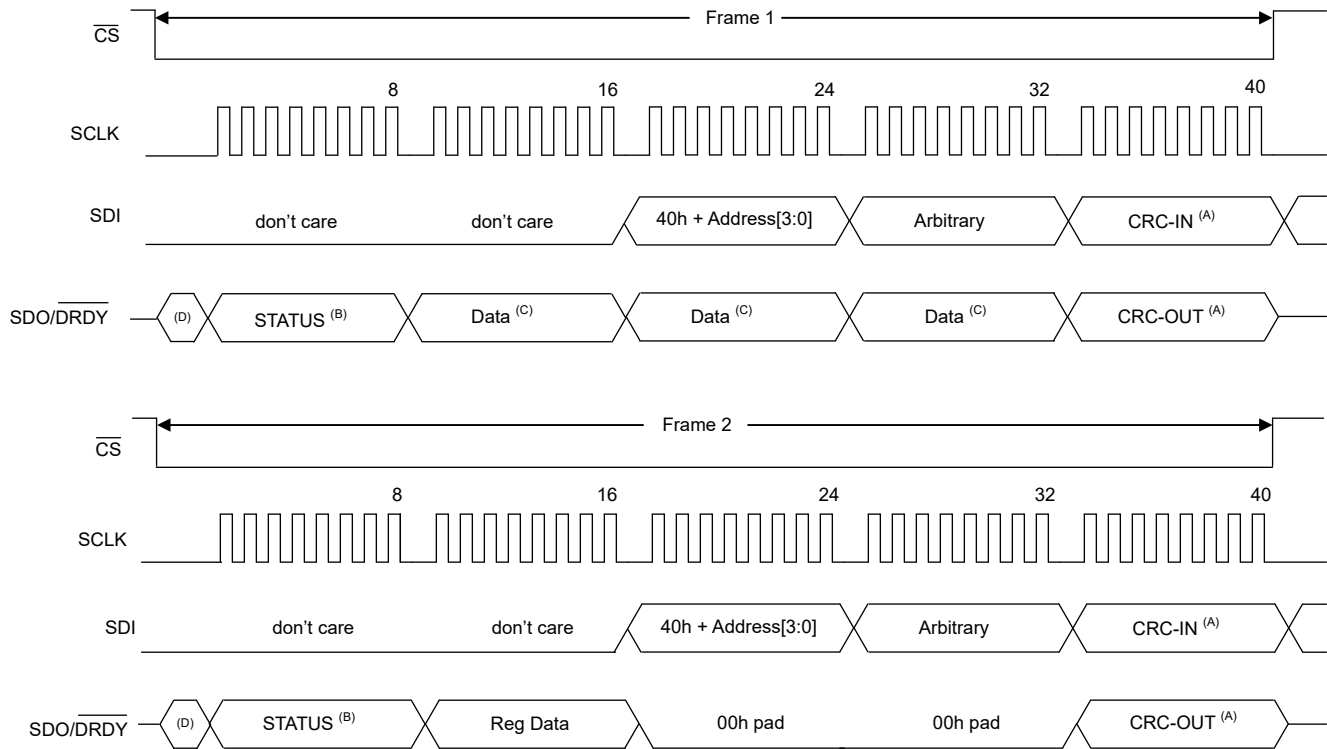 Frame 1
CS
8 16 24 32 40
SCLK
SDI don't care don't care 40h + Address[3:0] Arbitrary CRC-IN (A)
SDO/DRDY (D) STATUS (B) Data (C) Data (C) Data (C) CRC-OUT (A)
Frame 2
CS
8 16 24 32 40
SCLK
SDI don't care don't care 40h + Address[3:0] Arbitrary CRC-IN (A)
SDO/DRDY (D) STATUS (B) Reg Data 00h pad 00h pad CRC-OUT (A)